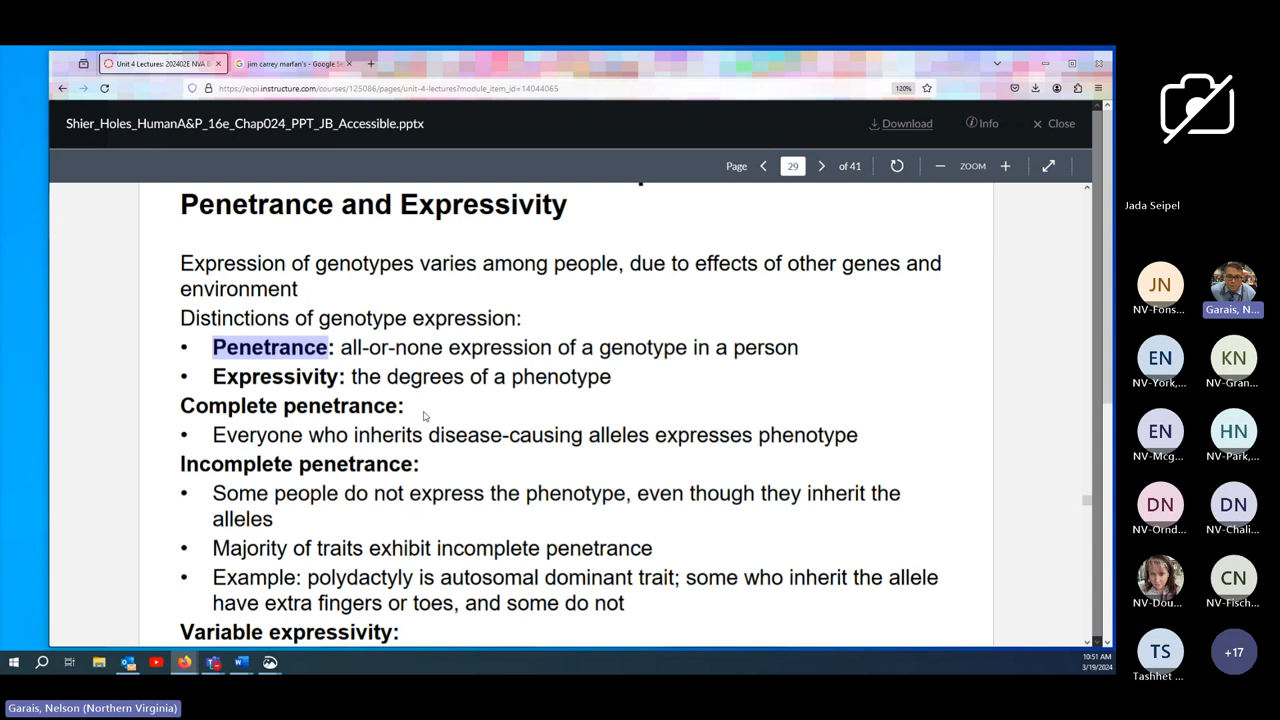 Unit 4 Lectures: 202402E NVA B
jim carrey marfan's - Google Se
https://ecpi.instructure.com/courses/125086/pages/unit-4-lectures?module_item_id=14044065
120%
Shier_Holes_HumanA&P_16e_Chap024_PPT_JB_Accessible.pptx
Download
Info
Close
Page
29
of 41
ZOOM
Penetrance and Expressivity
Expression of genotypes varies among people, due to effects of other genes and
environment
Distinctions of genotype expression:
• Penetrance: all-or-none expression of a genotype in a person
• Expressivity: the degrees of a phenotype
Complete penetrance:
• Everyone who inherits disease-causing alleles expresses phenotype
Incomplete penetrance:
• Some people do not express the phenotype, even though they inherit the
alleles
• Majority of traits exhibit incomplete penetrance
• Example: polydactyly is autosomal dominant trait; some who inherit the allele
have extra fingers or toes, and some do not
Variable expressivity:
10:51 AM
3/19/2024
Garais, Nelson (Northern Virginia)
Jada Seipel
JN
NV-Fons...
Garais, N...
EN
NV-York,...
KN
NV-Gran...
EN
NV-Mcg...
HN
NV-Park,...
DN
NV-Ornd...
DN
NV-Chali...
NV-Dou...
CN
NV-Fisch...
TS
Tashhet ...
+17